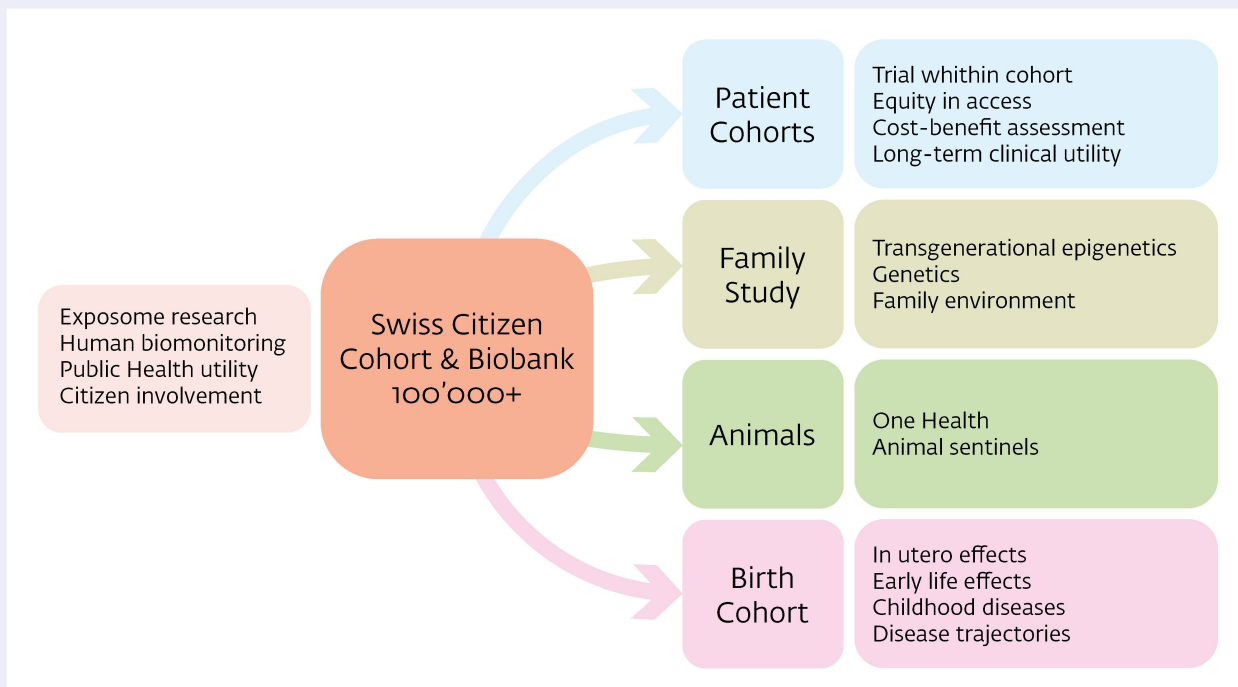 Exposome research
Human biomonitoring
Public Health utility
Citizen involvement
Swiss Citizen
Cohort & Biobank
100’000+
Patient
Cohorts
Trial whithin cohort
Equity in access
Cost-benefit assessment
Long-term clinical utility
Family
Study
Transgenerational epigenetics
Genetics
Family environment
Animals
One Health
Animal sentinels
Birth
Cohort
In utero effects
Early life effects
Childhood diseases
Disease trajectories